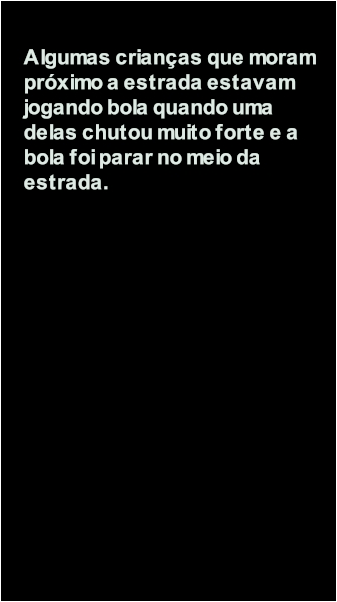 Algumas crianças que moram
próximo a estrada estavam
jogando bola quando uma
delas chutou muito forte e a
bola foi parar no meio da
estrada.